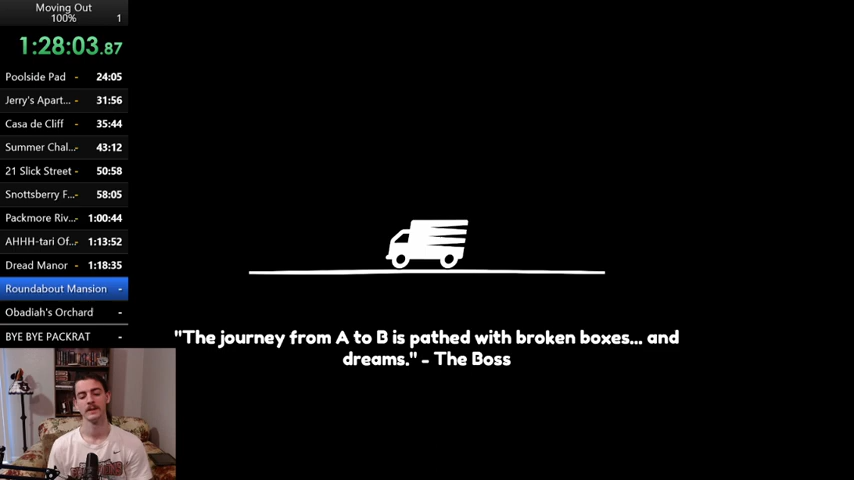 Moving Out
100% 1
1:28:03.87
Poolside Pad - 24:05
Jerry's Apart... - 31:56
Casa de Cliff - 35:44
Summer Chal... - 43:12
21 Slick Street - 50:58
Snottsberry F... - 58:05
Packmore Riv... - 1:00:44
AHHH-tari Of... - 1:13:52
Dread Manor - 1:18:35
Roundabout Mansion -
Obadiah's Orchard -
BYE BYE PACKRAT -
"The journey from A to B is pathed with broken boxes... and
dreams." - The Boss